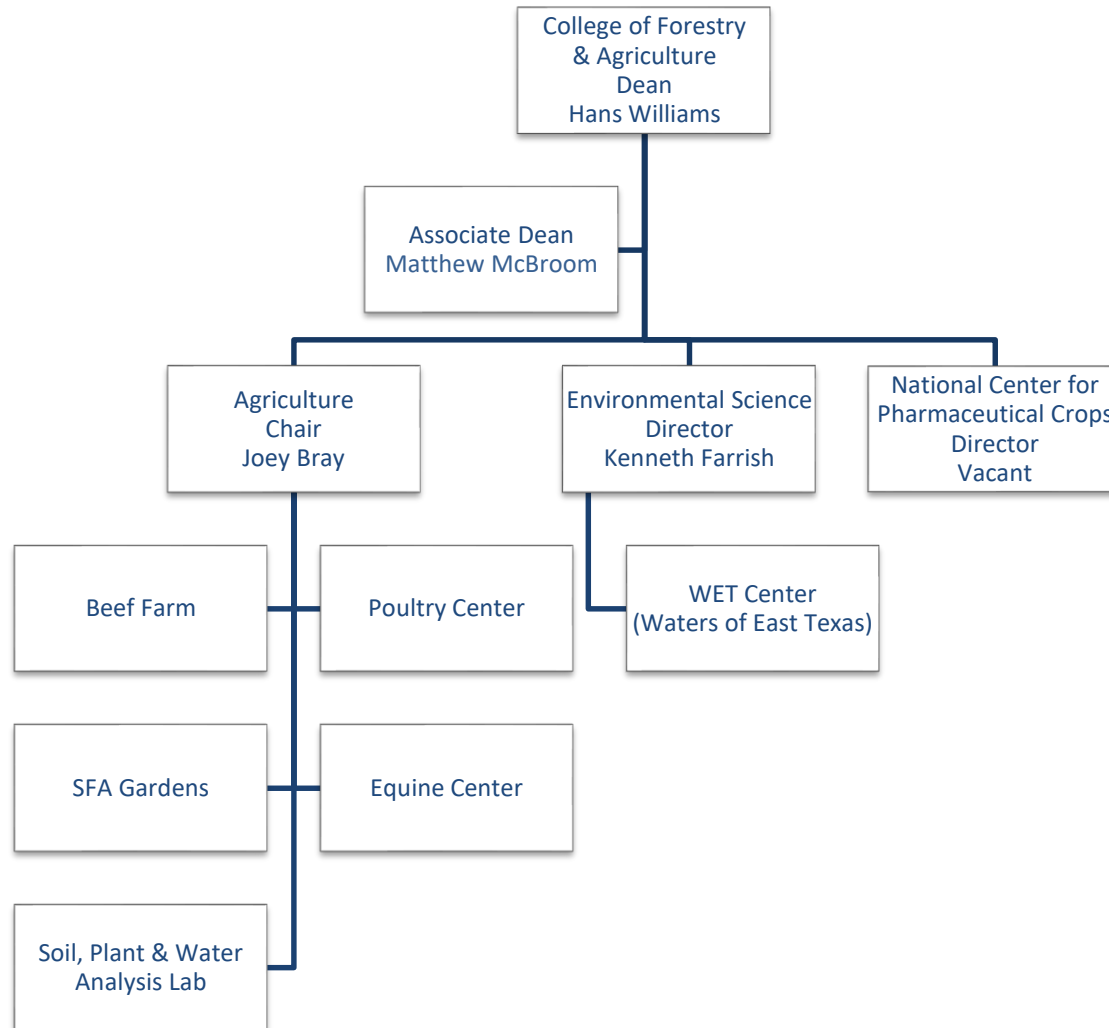 College of Forestry
& Agriculture
Dean
Hans Williams
Associate Dean
Matthew McBroom
Agriculture
Chair
Joey Bray
Environmental Science
Director
Kenneth Farrish
National Center for
Pharmaceutical Crops
Director
Vacant
Beef Farm
Poultry Center
WET Center
(Waters of East Texas)
SFA Gardens
Equine Center
Soil, Plant & Water
Analysis Lab